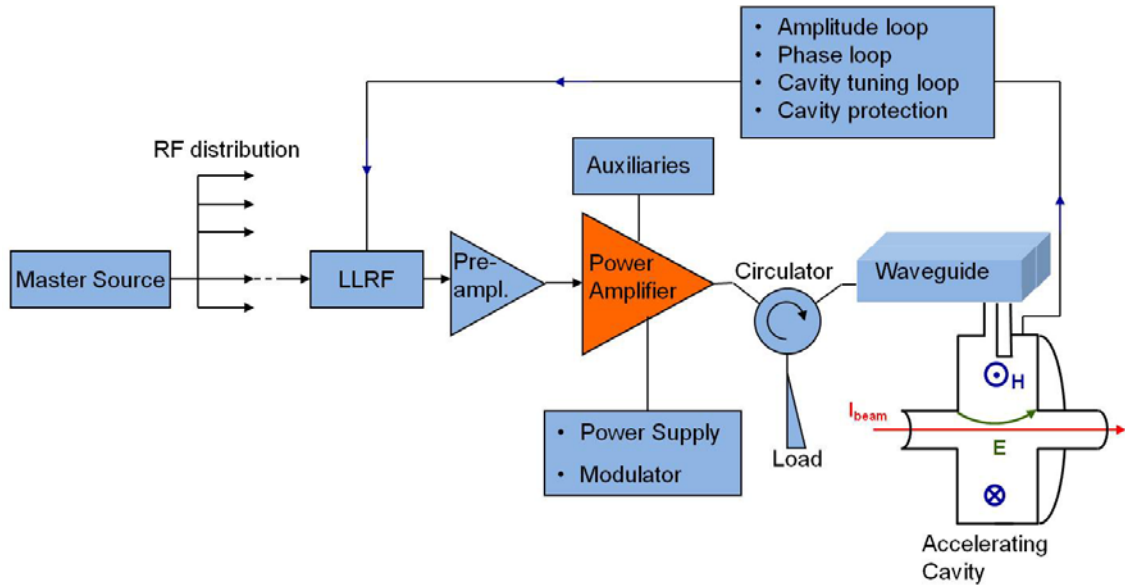 • Amplitude loop
• Phase loop
• Cavity tuning loop
• Cavity protection
RF distribution
Auxiliaries
Master Source
LLRF
Pre-
ampl.
Power
Amplifier
Circulator
Waveguide
H
I beam
E
• Power Supply
• Modulator
Load
Accelerating
Cavity